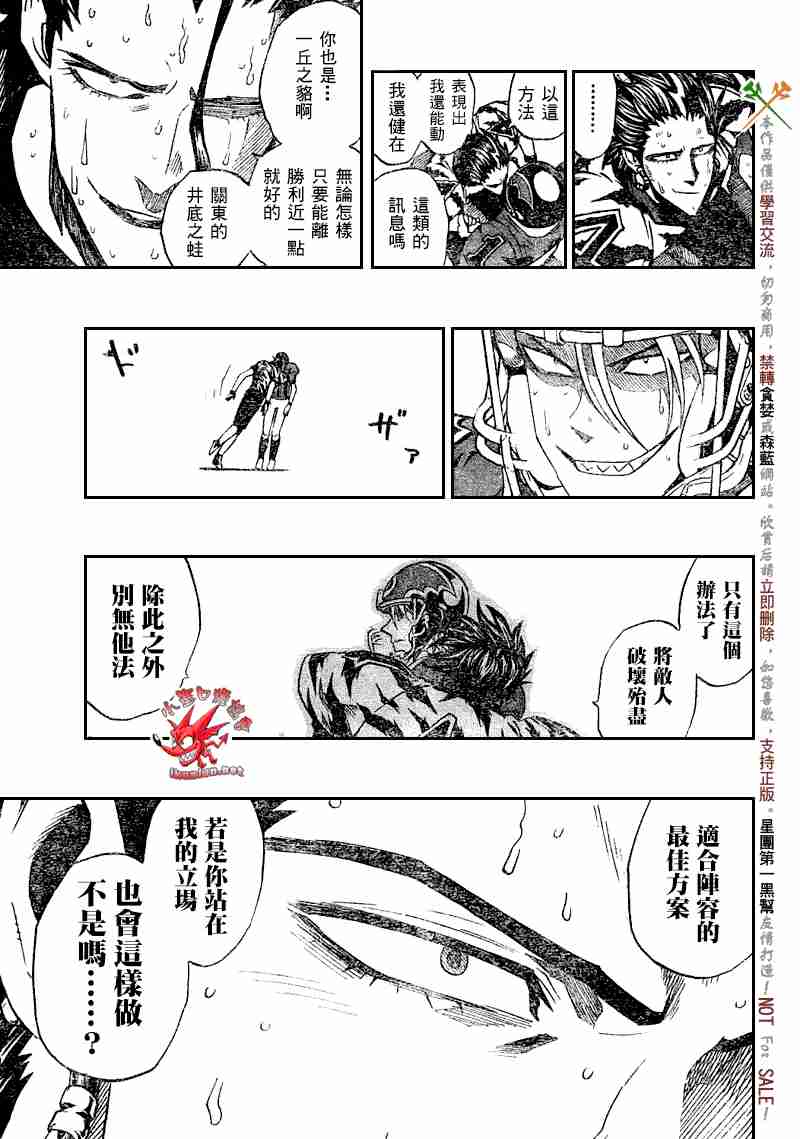 ………
以這
方法
表現出
我還能動
我還健在
這類的
訊息嗎
你也是…
一丘之貉啊
無論怎樣
只要能離
勝利近一點
就好的
關東的
井底之蛙
ドザァ
只有這個
辦法了
將敵人
破壞殆盡
除此之外
別無他法
適合陣容的
最佳方案
若是你站在
我的立場
也會這樣做
不是嗎……?
本作品僅供學習交流，切勿商用，禁轉貪婪或森藍網站。欣賞后請立即刪除，如您喜歡，支持正版。星團第一黑幫友情打造！NOT For SALE！